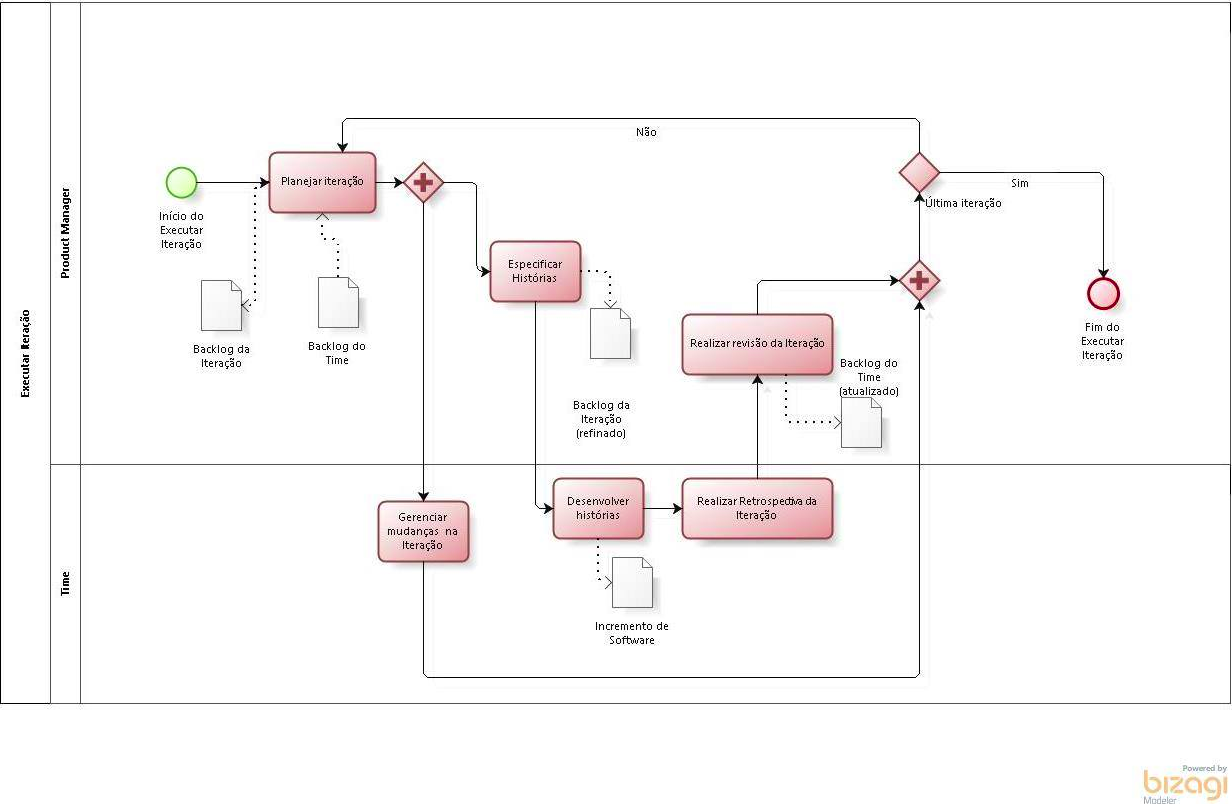 Executar Iteração
Product Manager
Time
Não
Planejar iteração
Início do
Executar
Iteração
Sim
Última iteração
Especificar
Histórias
Backlog da
Iteração
Backlog do
Time
Realizar revisão da Iteração
Fim do
Executar
Iteração
Backlog do
Time
(atualizado)
Backlog da
Iteração
(refinado)
Gerenciar
mudanças na
Iteração
Desenvolver
histórias
Realizar Retrospectiva da
Iteração
Incremento de
Software
Powered by
bizagi
Modeler